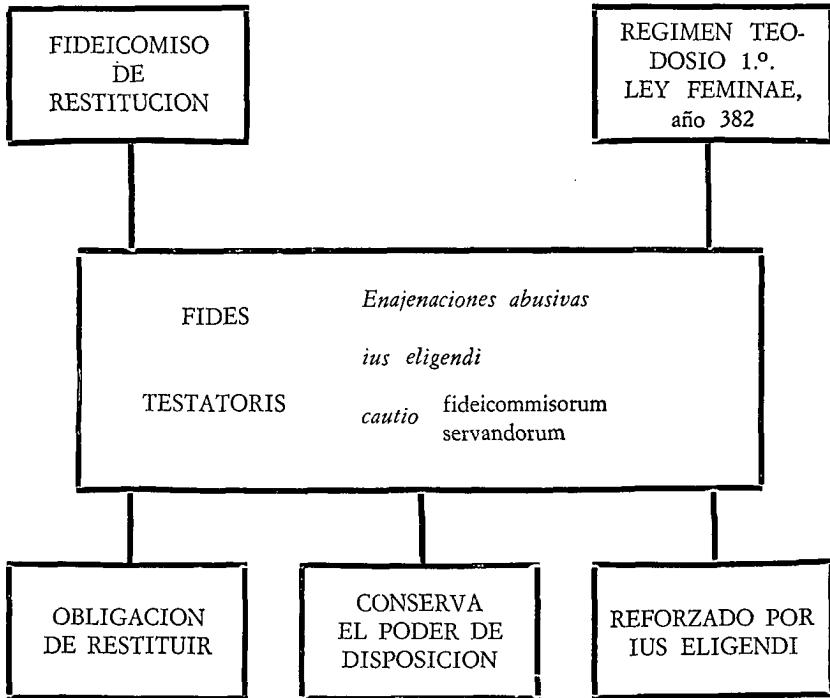 FIDEICOMISO
DE
RESTITUCION
REGIMEN TEO-
DOSIO 1.º.
LEY FEMINAE,
año 382
FIDES
TESTATORIS
Enajenaciones abusivas
ius eligendi
cautio fideicommisorum
servandorum
OBLIGACION
DE RESTITUIR
CONSERVA
EL PODER DE
DISPOSICION
REFORZADO POR
IUS ELIGENDI